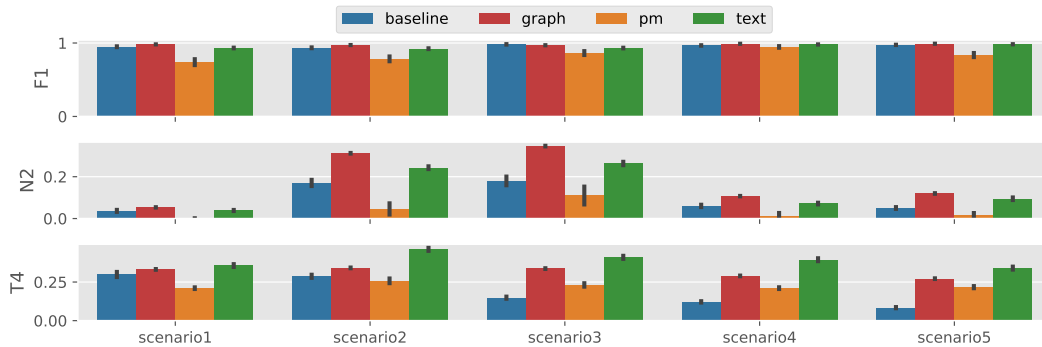 baseline graph pm text
F1
1
0
N2
0.2
0.0
T4
0.25
0.00
scenario1 scenario2 scenario3 scenario4 scenario5